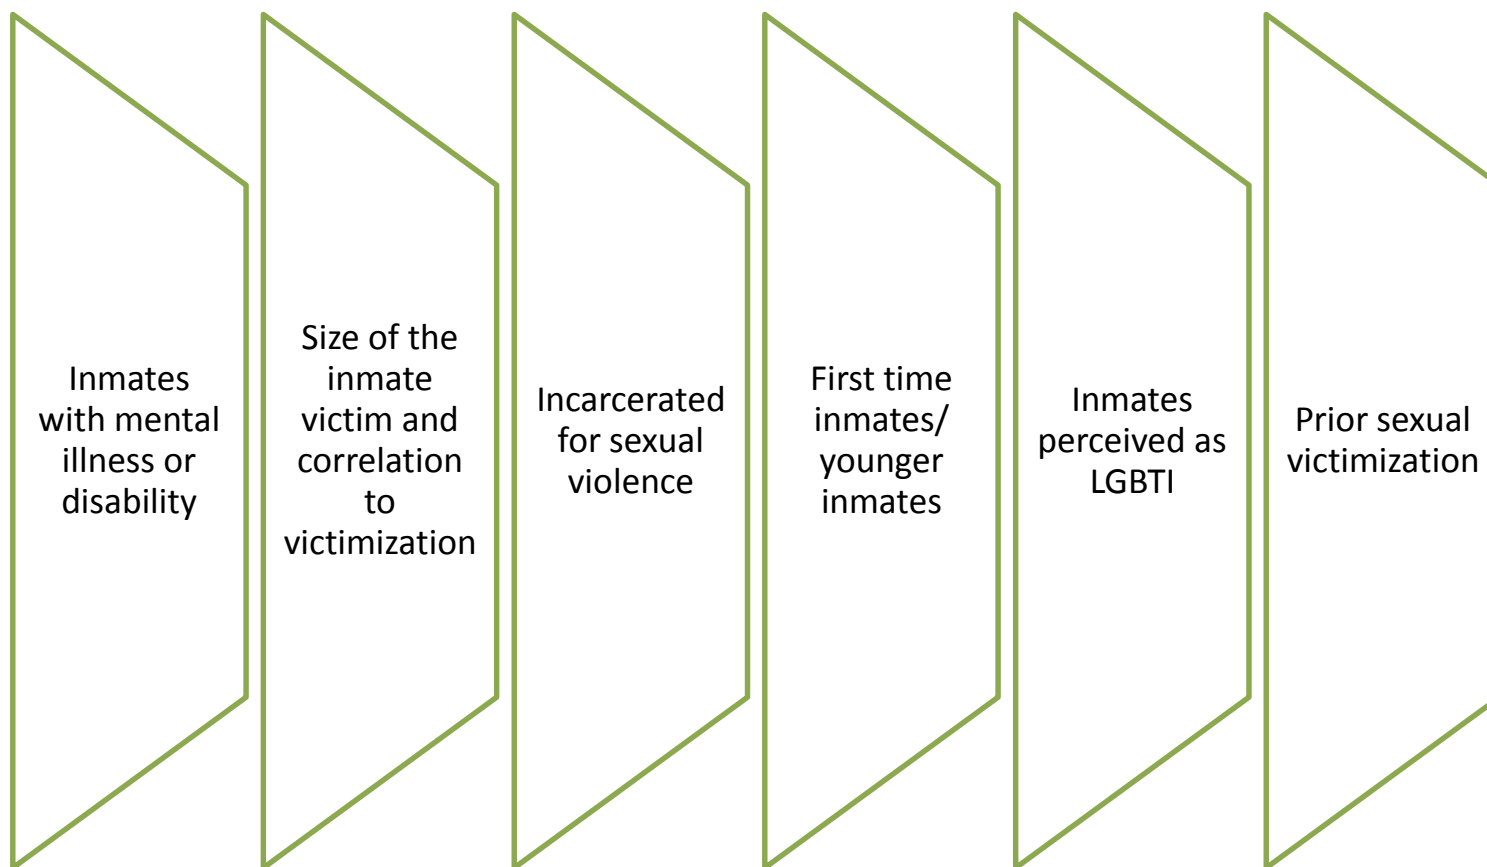 Inmates
with mental
illness or
disability
Size of the
inmate
victim and
correlation
to
victimization
Incarcerated
for sexual
violence
First time
inmates/
younger
inmates
Inmates
perceived as
LGBTI
Prior sexual
victimization